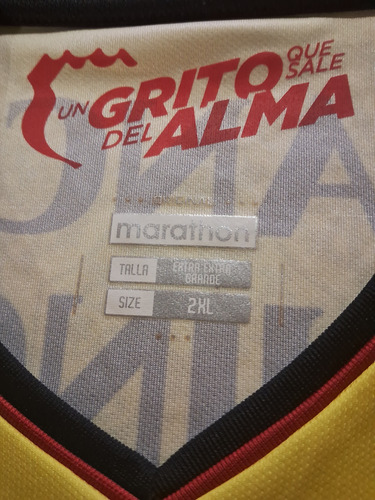 UN GRITO QUE SALE
DEL ALMA
marathon
TALLA EXTRA EXTRA GRANDE
SIZE 2XL